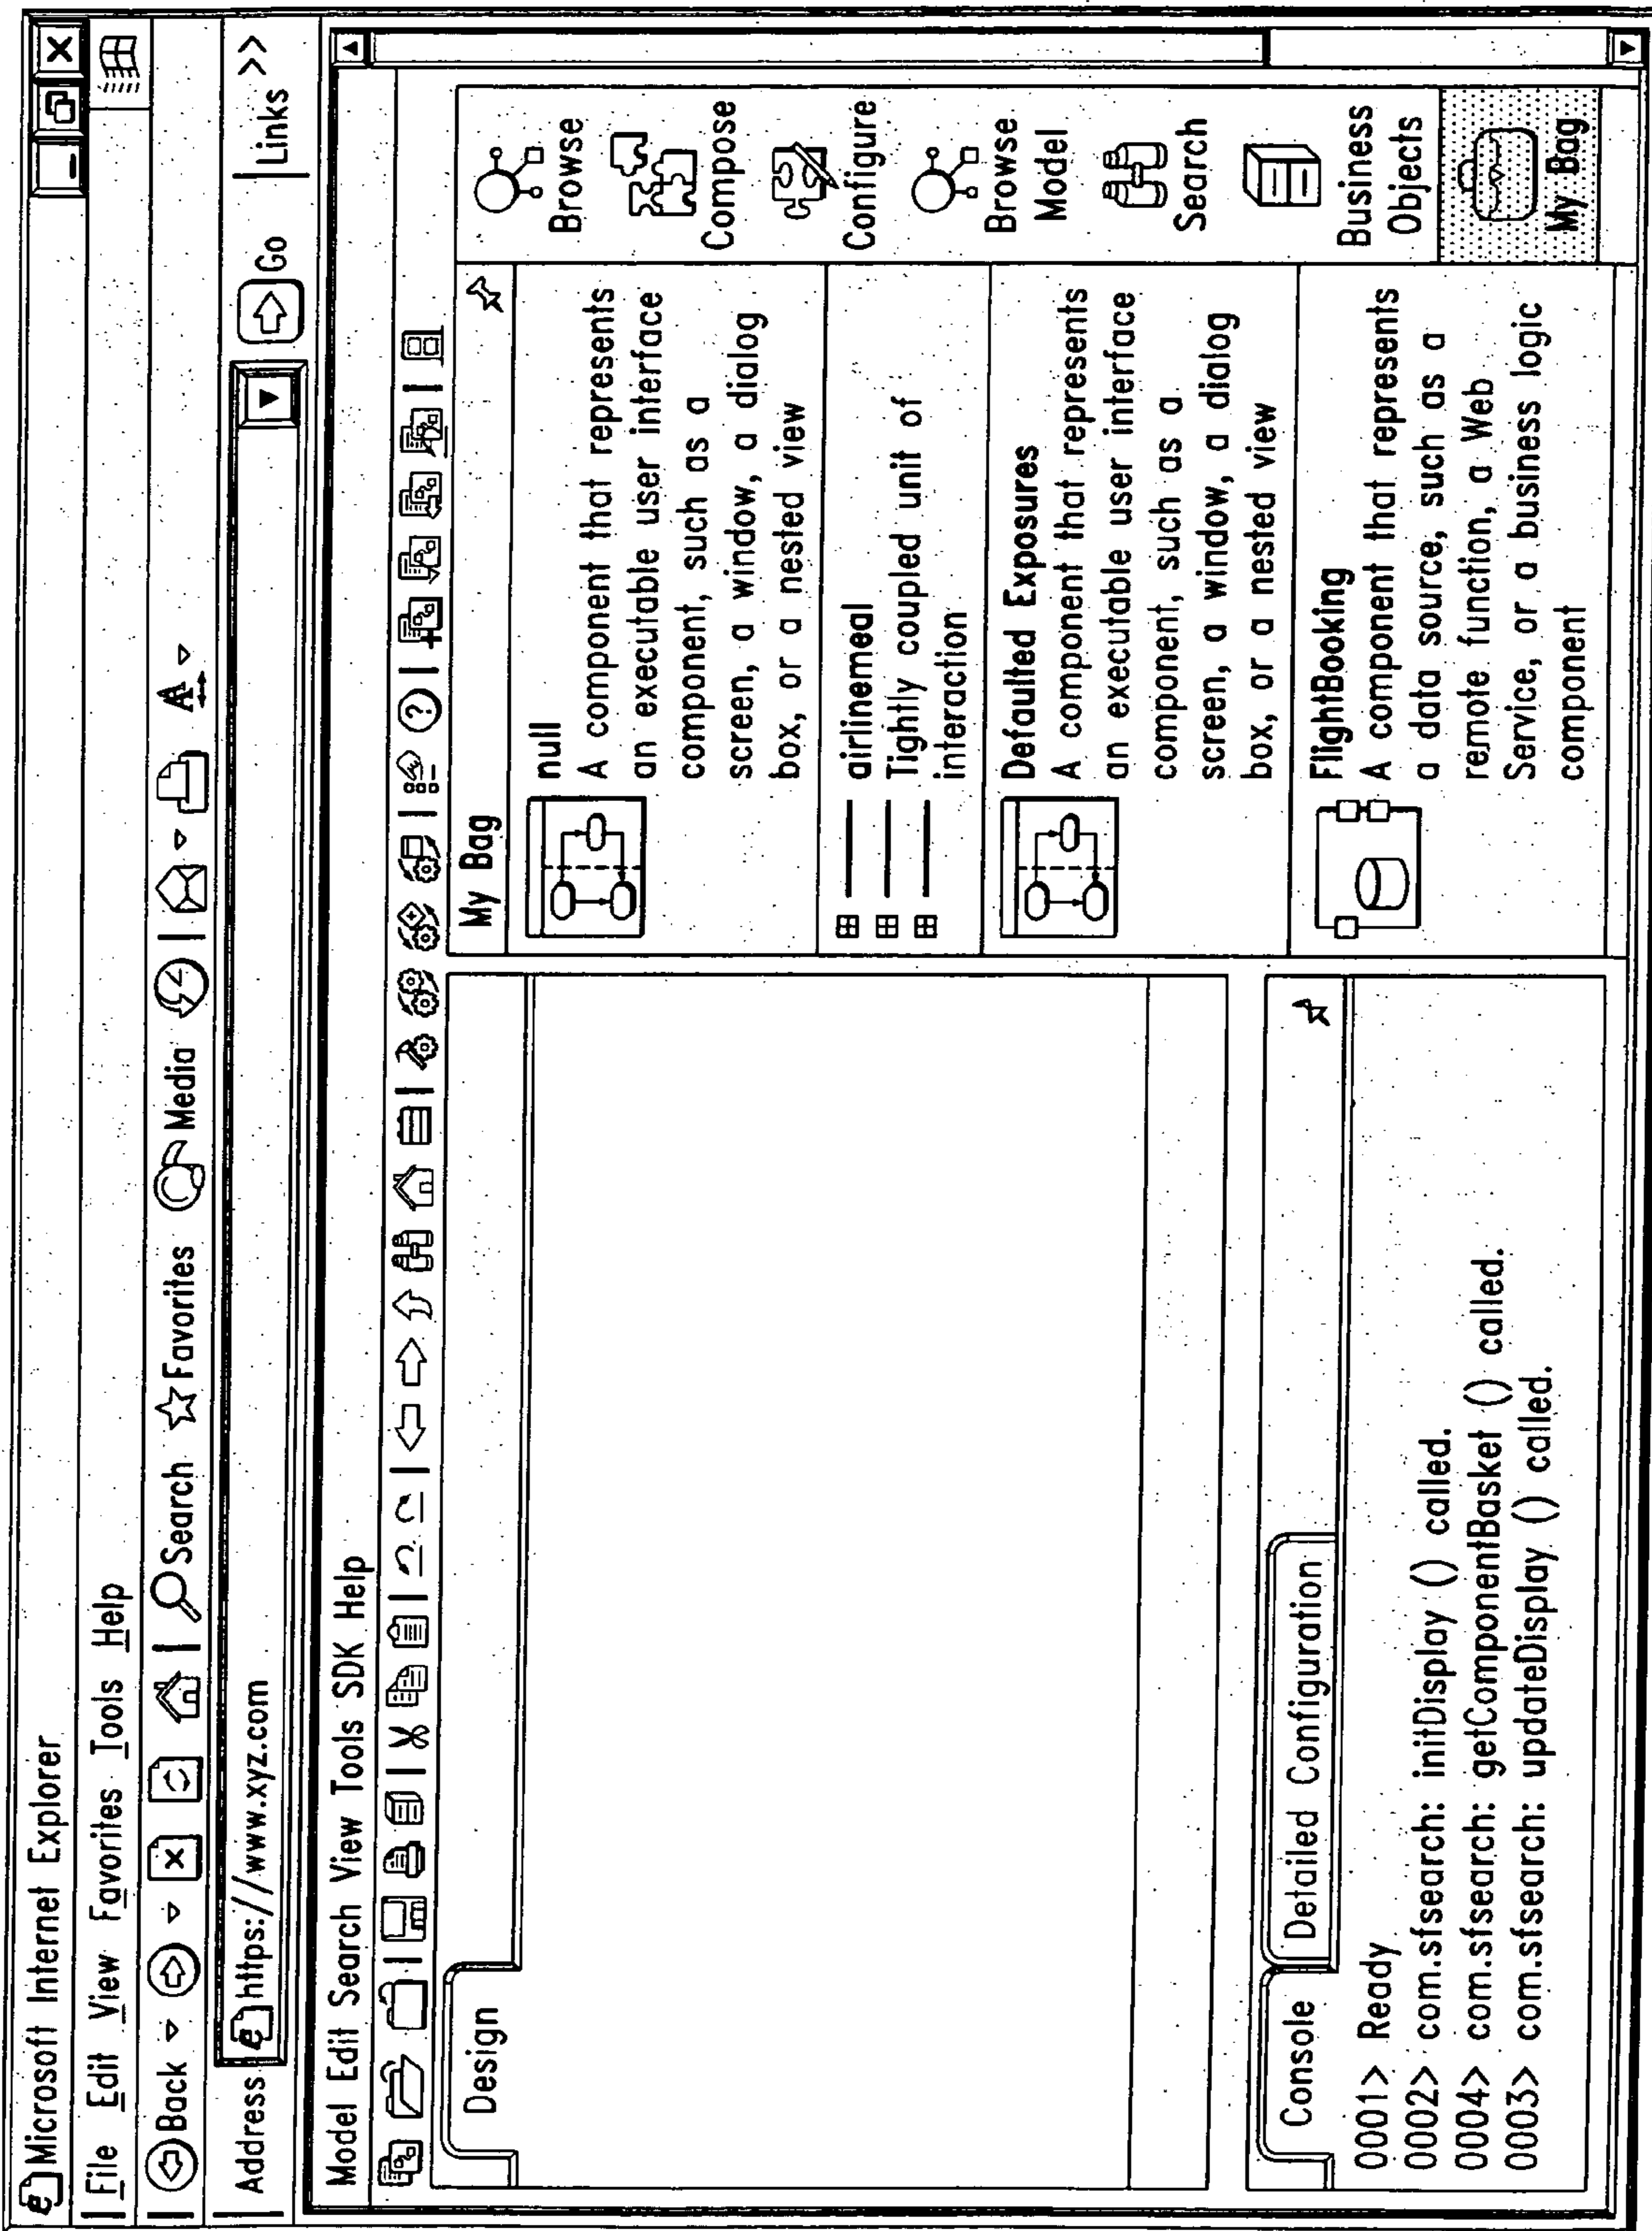 Microsoft Internet Explorer
File Edit View Favorites Tools Help
Back Search Favorites Media
Address https://www.xyz.com Go Links >>
Model Edit Search View Tools SDK Help
Design
My Bag
null
A component that represents
an executable user interface
component, such as a
screen, a window, a dialog
box, or a nested view
airlinemeal
Tightly coupled unit of
interaction
Defaulted Exposures
A component that represents
an executable user interface
component, such as a
screen, a window, a dialog
box, or a nested view
FlightBooking
A component that represents
a data source, such as a
remote function, a Web
Service, or a business logic
component
Browse
Compose
Configure
Browse
Model
Search
Business
Objects
My Bag
Console Detailed Configuration
0001> Ready
0002> com.sfsearch: initDisplay () called.
0004> com.sfsearch: getComponentBasket () called.
0003> com.sfsearch: updateDisplay () called.